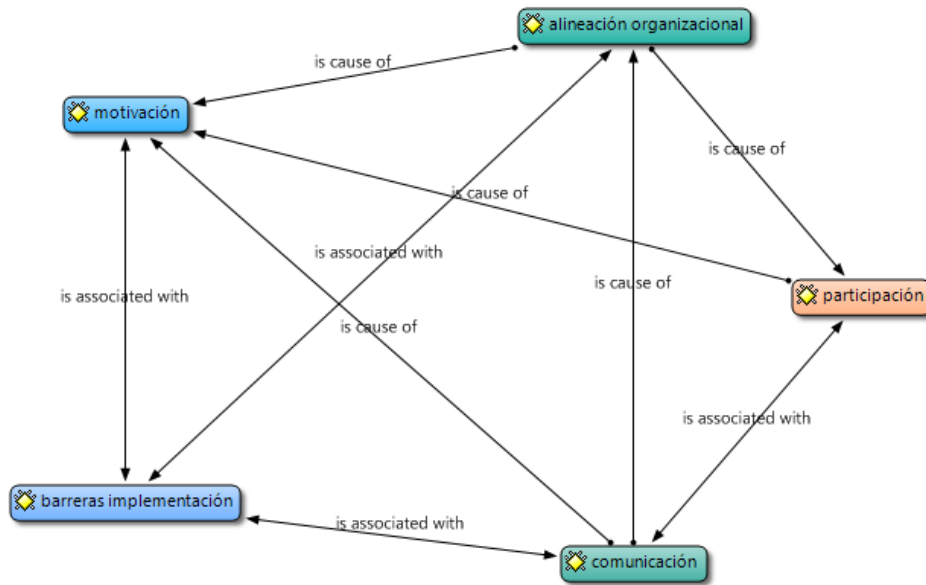 alineación organizacional
is cause of
motivación
is cause of
is cause of
is associated with
is cause of
is associated with
participación
is cause of
is associated with
barreras implementación
is associated with
comunicación